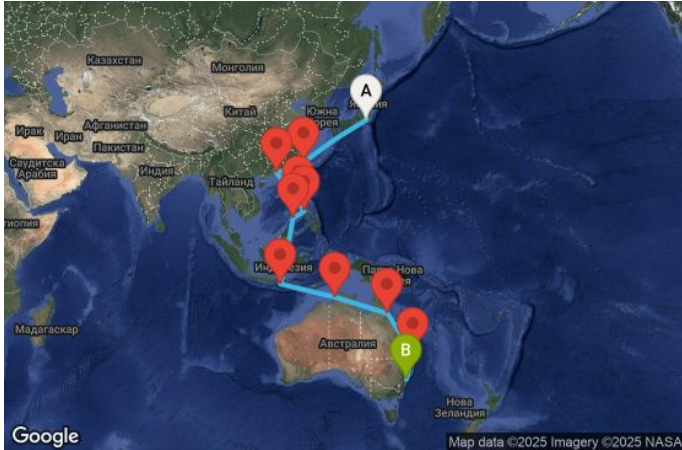 Казахстан
Монголия
A
Южна
Корея
Япония
Китай
Ирак
Иран
Афганистан
Пакистан
Саудитска
Арабия
Индия
Тайланд
Индонезия
Папуа-Нова
Мадагаскар
Австралия
B
Нова
Зеландия
Google
Map data ©2025 Imagery ©2025 NASA